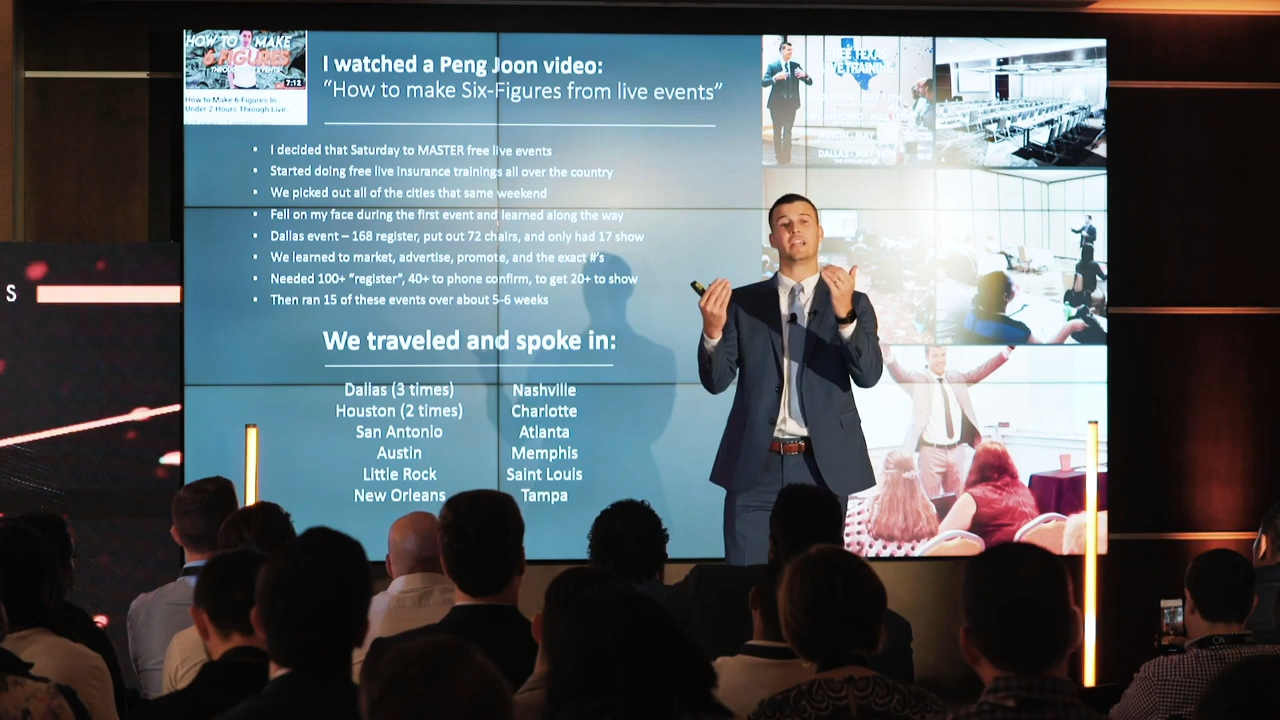 S
HOW TO MAKE
6 FIGURES
THROUGH EVENTS
7:12
How to Make 6 Figures In
Under 2 Hours Through Live...
I watched a Peng Joon video:
“How to make Six-Figures from live events”
• I decided that Saturday to MASTER free live events
• Started doing free live insurance trainings all over the country
• We picked out all of the cities that same weekend
• Fell on my face during the first event and learned along the way
• Dallas event – 168 register, put out 72 chairs, and only had 17 show
• We learned to market, advertise, promote, and the exact #’s
• Needed 100+ “register”, 40+ to phone confirm, to get 20+ to show
• Then ran 15 of these events over about 5-6 weeks
We traveled and spoke in:
Dallas (3 times) Nashville
Houston (2 times) Charlotte
San Antonio Atlanta
Austin Memphis
Little Rock Saint Louis
New Orleans Tampa
TEXAS
LIVE TRAINING
DALLAS - MAY